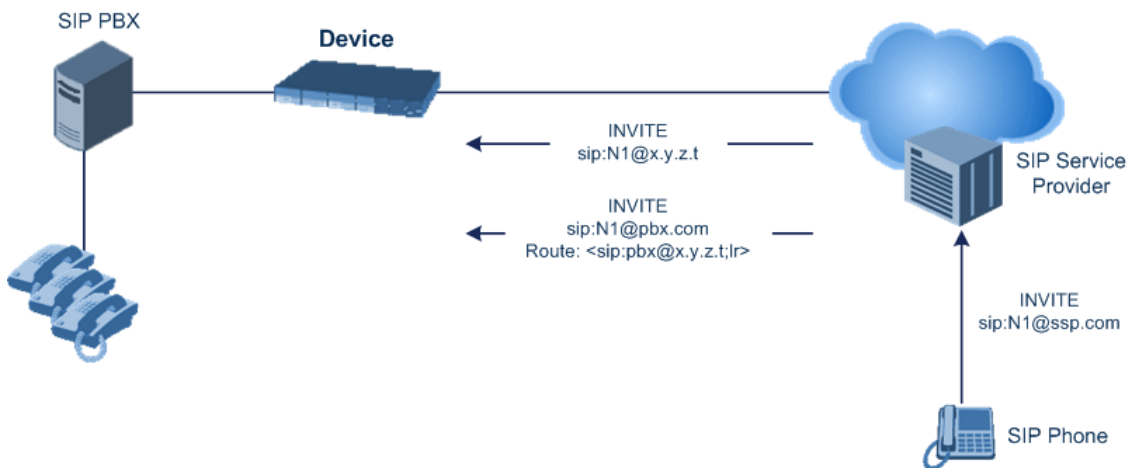 SIP PBX
Device
INVITE
sip:N1@x.y.z.t
SIP Service
Provider
INVITE
sip:N1@pbx.com
Route: <sip:pbx@x.y.z.t;lr>
INVITE
sip:N1@ssp.com
SIP Phone